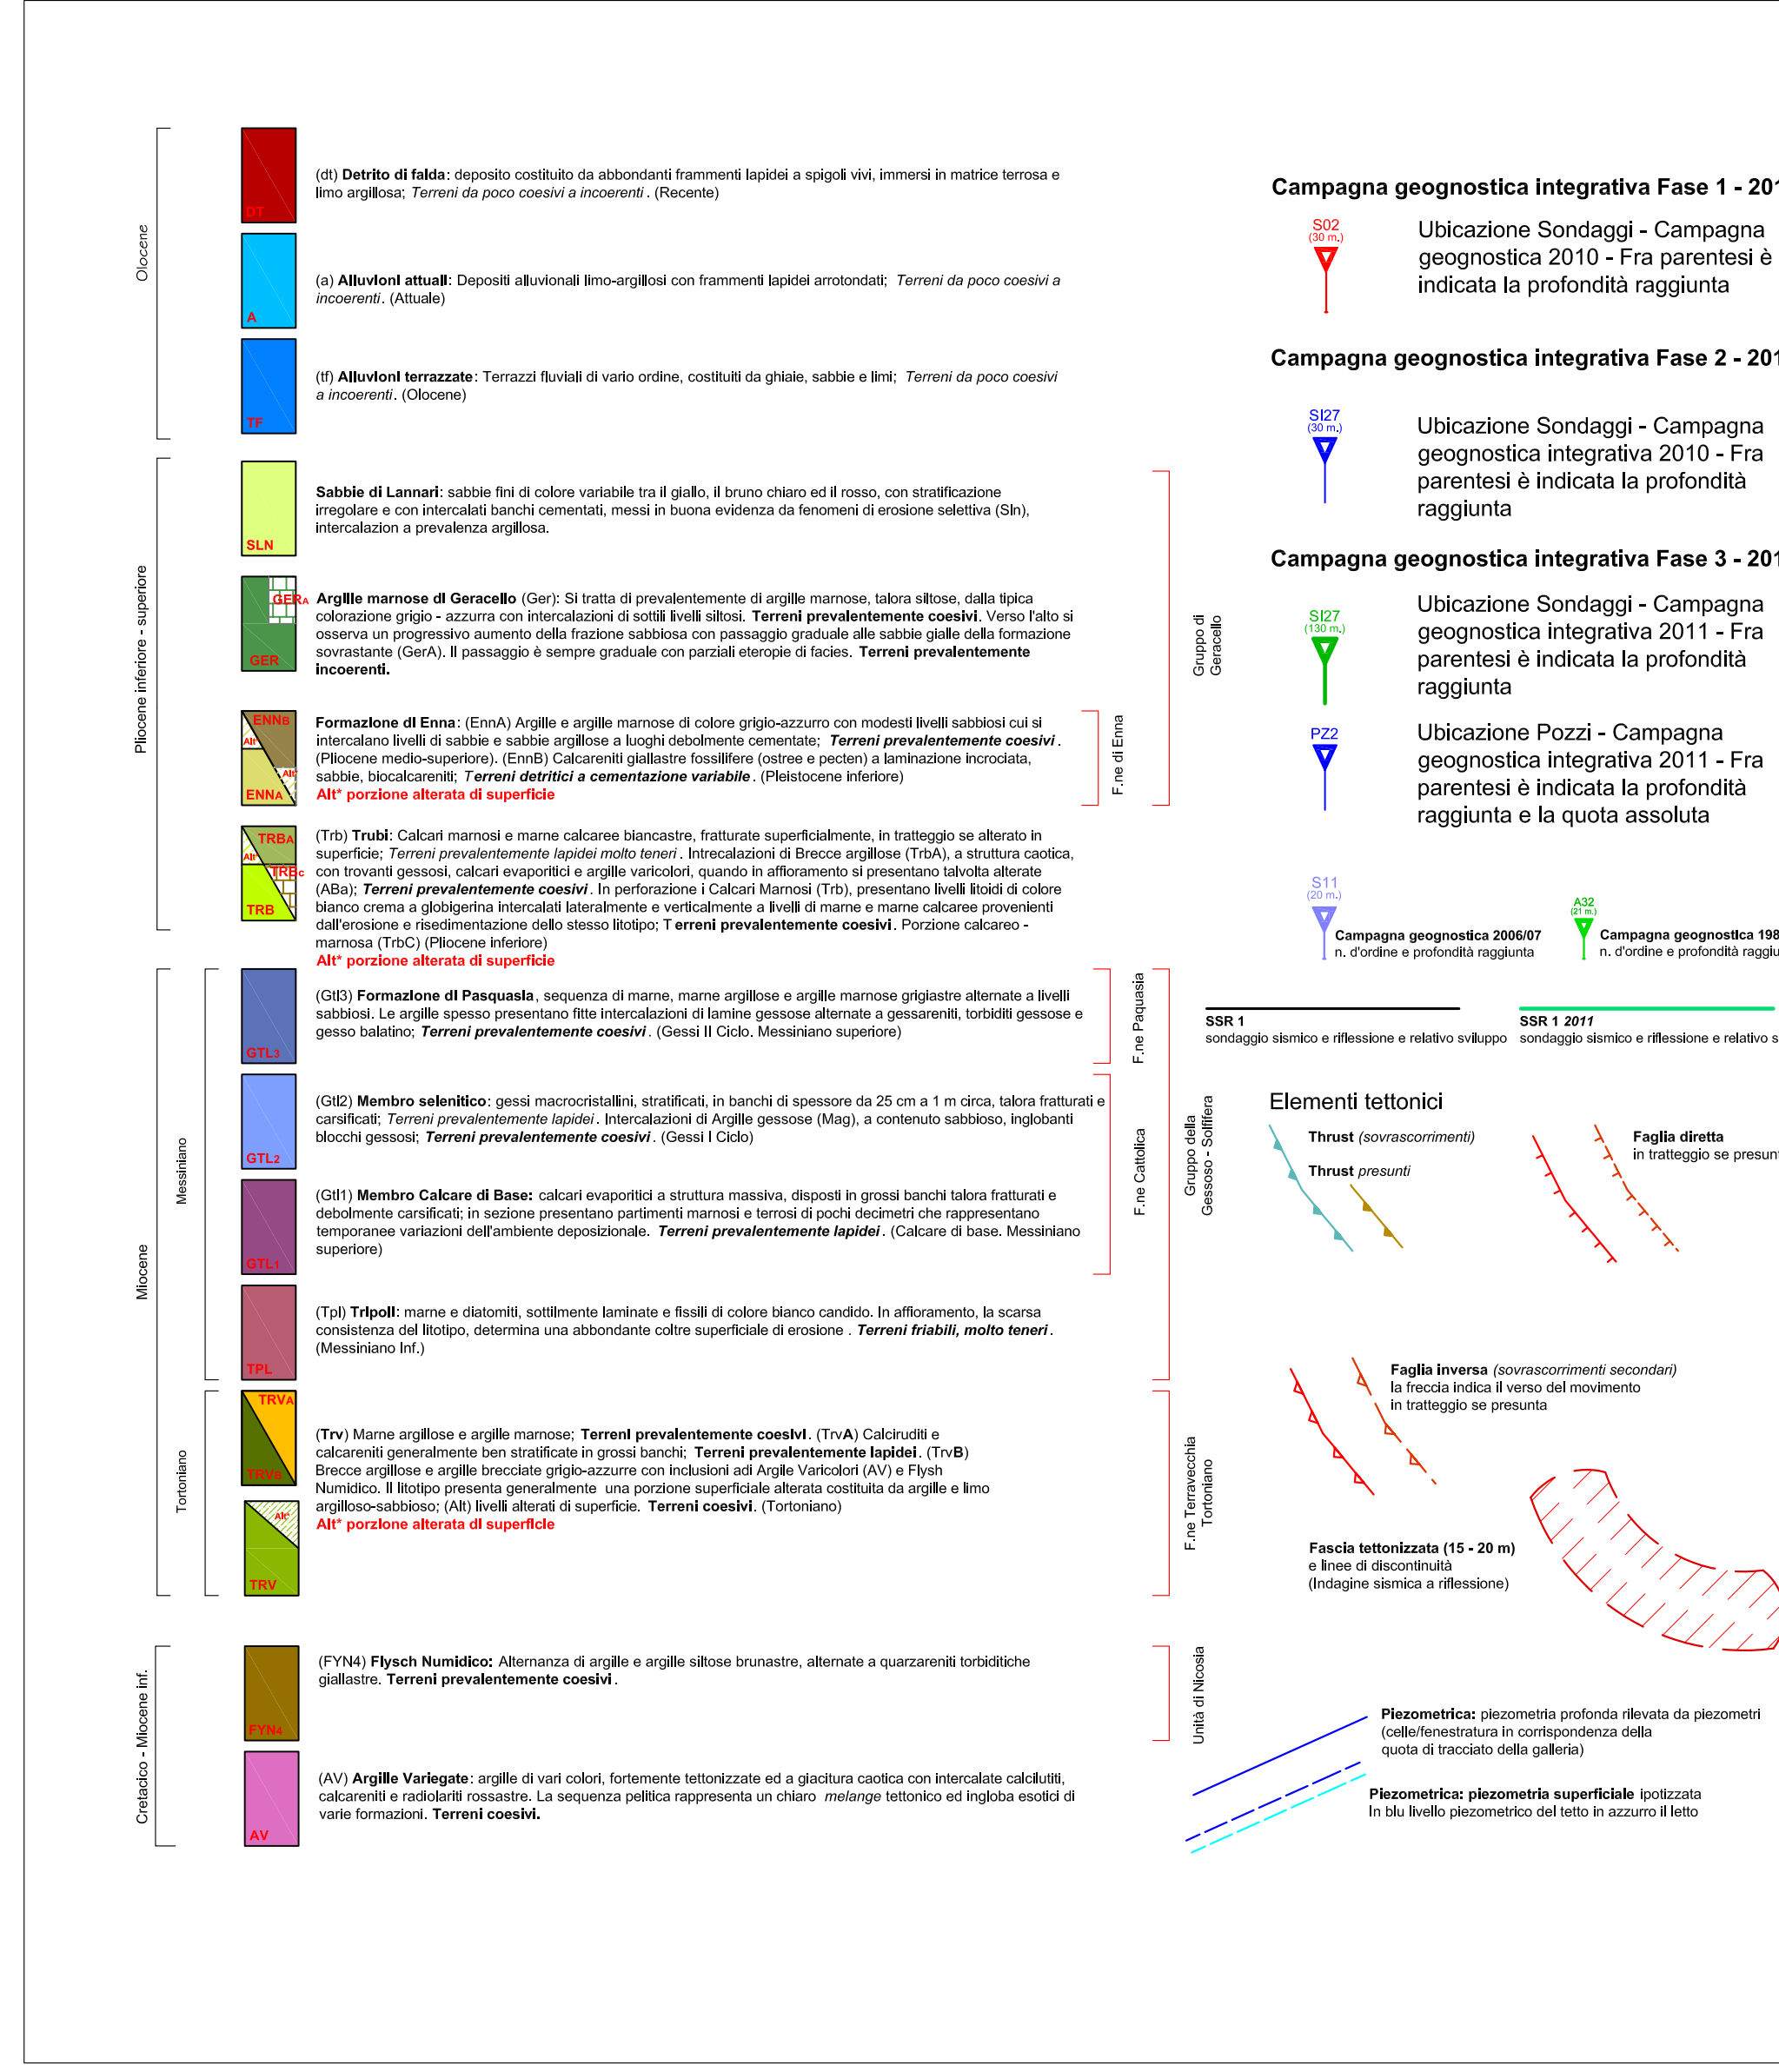 Olocene
DT
(dt) Detrito di falda: deposito costituito da abbondanti frammenti lapidei a spigoli vivi, immersi in matrice terrosa e
limo argillosa; Terreni da poco coesivi a incoerenti. (Recente)
A
(a) Alluvioni attuali: Depositi alluvionali limo-argillosi con frammenti lapidei arrotondati; Terreni da poco coesivi a
incoerenti. (Attuale)
TF
(tf) Alluvioni terrazzate: Terrazzi fluviali di vario ordine, costituiti da ghiaie, sabbie e limi; Terreni da poco coesivi
a incoerenti. (Olocene)
Pliocene inferiore - superiore
SLN
Sabbie di Lannari: sabbie fini di colore variabile tra il giallo, il bruno chiaro ed il rosso, con stratificazione
irregolare e con intercalati banchi cementati, messi in buona evidenza da fenomeni di erosione selettiva (Sln),
intercalazion a prevalenza argillosa.
GERA
GER
Argille marnose di Geracello (Ger): Si tratta di prevalentemente di argille marnose, talora siltose, dalla tipica
colorazione grigio - azzurra con intercalazioni di sottili livelli siltosi. Terreni prevalentemente coesivi. Verso l'alto si
osserva un progressivo aumento della frazione sabbiosa con passaggio graduale alle sabbie gialle della formazione
sovrastante (GerA). Il passaggio è sempre graduale con parziali eteropie di facies. Terreni prevalentemente
incoerenti.
Gruppo di
Geracello
ENNB
Alt*
Alt*
ENNA
Formazione di Enna: (EnnA) Argille e argille marnose di colore grigio-azzurro con modesti livelli sabbiosi cui si
intercalano livelli di sabbie e sabbie argillose a luoghi debolmente cementate; Terreni prevalentemente coesivi.
(Pliocene medio-superiore). (EnnB) Calcareniti giallastre fossilifere (ostree e pecten) a laminazione incrociata,
sabbie, biocalcareniti; Terreni detritici a cementazione variabile. (Pleistocene inferiore)
Alt* porzione alterata di superficie
F.ne di Enna
TRBA
Alt*
TRBC
TRB
(Trb) Trubi: Calcari marnosi e marne calcaree biancastre, fratturate superficialmente, in tratteggio se alterato in
superficie; Terreni prevalentemente lapidei molto teneri. Intrecalazioni di Brecce argillose (TrbA), a struttura caotica,
con trovanti gessosi, calcari evaporitici e argille varicolori, quando in affioramento si presentano talvolta alterate
(ABa); Terreni prevalentemente coesivi. In perforazione i Calcari Marnosi (Trb), presentano livelli litoidi di colore
bianco crema a globigerina intercalati lateralmente e verticalmente a livelli di marne e marne calcaree provenienti
dall'erosione e risedimentazione dello stesso litotipo; T erreni prevalentemente coesivi. Porzione calcareo -
marnosa (TrbC) (Pliocene inferiore)
Alt* porzione alterata di superficie
Miocene
Messiniano
GTL3
(Gtl3) Formazione di Pasquasia, sequenza di marne, marne argillose e argille marnose grigiastre alternate a livelli
sabbiosi. Le argille spesso presentano fitte intercalazioni di lamine gessose alternate a gessareniti, torbiditi gessose e
gesso balatino; Terreni prevalentemente coesivi. (Gessi II Ciclo. Messiniano superiore)
F.ne Paquasia
GTL2
(Gtl2) Membro selenitico: gessi macrocristallini, stratificati, in banchi di spessore da 25 cm a 1 m circa, talora fratturati e
carsificati; Terreni prevalentemente lapidei. Intercalazioni di Argille gessose (Mag), a contenuto sabbioso, inglobanti
blocchi gessosi; Terreni prevalentemente coesivi. (Gessi I Ciclo)
F.ne Cattolica
Gruppo della
Gessoso - Solfifera
GTL1
(Gtl1) Membro Calcare di Base: calcari evaporitici a struttura massiva, disposti in grossi banchi talora fratturati e
debolmente carsificati; in sezione presentano partimenti marnosi e terrosi di pochi decimetri che rappresentano
temporanee variazioni dell'ambiente deposizionale. Terreni prevalentemente lapidei. (Calcare di base. Messiniano
superiore)
TPL
(Tpl) Tripoli: marne e diatomiti, sottilmente laminate e fissili di colore bianco candido. In affioramento, la scarsa
consistenza del litotipo, determina una abbondante coltre superficiale di erosione . Terreni friabili, molto teneri.
(Messiniano Inf.)
Tortoniano
TRVA
TRVB
Alt*
TRV
(Trv) Marne argillose e argille marnose; Terreni prevalentemente coesivi. (TrvA) Calciruditi e
calcareniti generalmente ben stratificate in grossi banchi; Terreni prevalentemente lapidei. (TrvB)
Brecce argillose e argille brecciate grigio-azzurre con inclusioni adi Argile Varicolori (AV) e Flysh
Numidico. Il litotipo presenta generalmente una porzione superficiale alterata costituita da argille e limo
argilloso-sabbioso; (Alt) livelli alterati di superficie. Terreni coesivi. (Tortoniano)
Alt* porzione alterata di superficie
F.ne Terravecchia
Tortoniano
Cretacico - Miocene inf.
FYN4
(FYN4) Flysch Numidico: Alternanza di argille e argille siltose brunastre, alternate a quarzareniti torbiditiche
giallastre. Terreni prevalentemente coesivi.
Unità di Nicosia
AV
(AV) Argille Variegate: argille di vari colori, fortemente tettonizzate ed a giacitura caotica con intercalate calcilutiti,
calcareniti e radiolariti rossastre. La sequenza pelitica rappresenta un chiaro melange tettonico ed ingloba esotici di
varie formazioni. Terreni coesivi.
Campagna geognostica integrativa Fase 1 - 201
S02
(30 m.)
Ubicazione Sondaggi - Campagna
geognostica 2010 - Fra parentesi è
indicata la profondità raggiunta
Campagna geognostica integrativa Fase 2 - 201
SI27
(30 m.)
Ubicazione Sondaggi - Campagna
geognostica integrativa 2010 - Fra
parentesi è indicata la profondità
raggiunta
Campagna geognostica integrativa Fase 3 - 201
SI27
(130 m.)
Ubicazione Sondaggi - Campagna
geognostica integrativa 2011 - Fra
parentesi è indicata la profondità
raggiunta
PZ2
Ubicazione Pozzi - Campagna
geognostica integrativa 2011 - Fra
parentesi è indicata la profondità
raggiunta e la quota assoluta
S11
(20 m.)
Campagna geognostica 2006/07
n. d'ordine e profondità raggiunta
A32
(21 m.)
Campagna geognostica 198
n. d'ordine e profondità raggiu
SSR 1
sondaggio sismico e riflessione e relativo sviluppo
SSR 1 2011
sondaggio sismico e riflessione e relativo s
Elementi tettonici
Thrust (sovrascorrimenti)
Thrust presunti
Faglia diretta
in tratteggio se presun
Faglia inversa (sovrascorrimenti secondari)
la freccia indica il verso del movimento
in tratteggio se presunta
Fascia tettonizzata (15 - 20 m)
e linee di discontinuità
(Indagine sismica a riflessione)
Piezometrica: piezometria profonda rilevata da piezometri
(celle/fenestratura in corrispondenza della
quota di tracciato della galleria)
Piezometrica: piezometria superficiale ipotizzata
In blu livello piezometrico del tetto in azzurro il letto